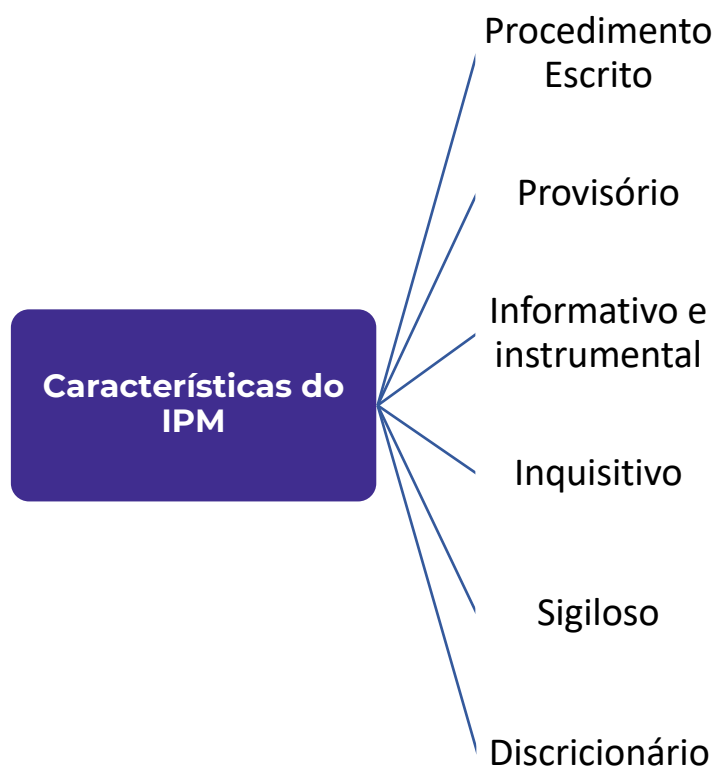 Procedimento
Escrito
Provisório
Informativo e
instrumental
Características do
IPM
Inquisitivo
Sigiloso
Discricionário